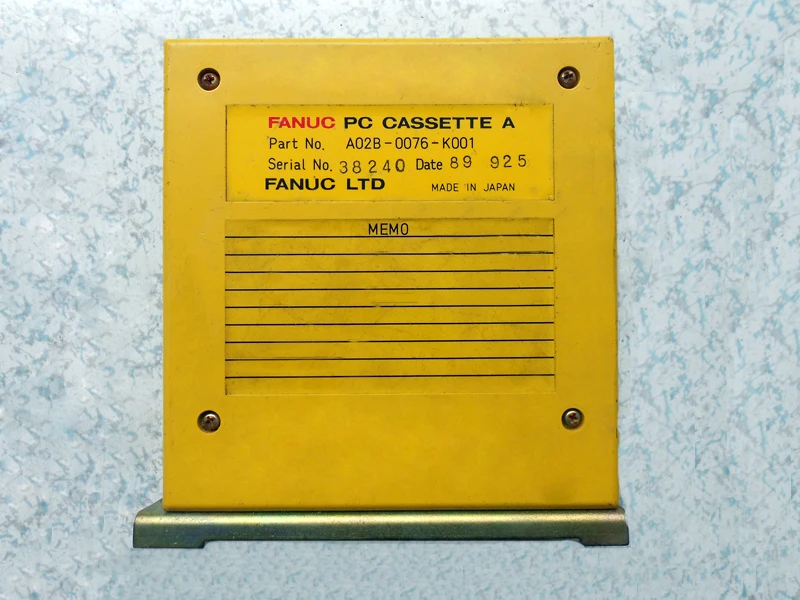 FANUC PC CASSETTE A
Part No. A02B-0076-K001
Serial No. 38240 Date 89 925
FANUC LTD MADE IN JAPAN
MEMO